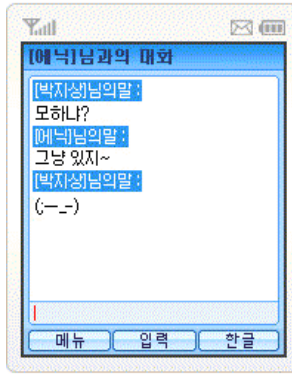 [에닉]님과의 대화
[박지상]님의말 :
모하냐?
[에닉]님의말 :
그냥 있지~
[박지상]님의말 :
(;-_-)
메뉴
입력
한글